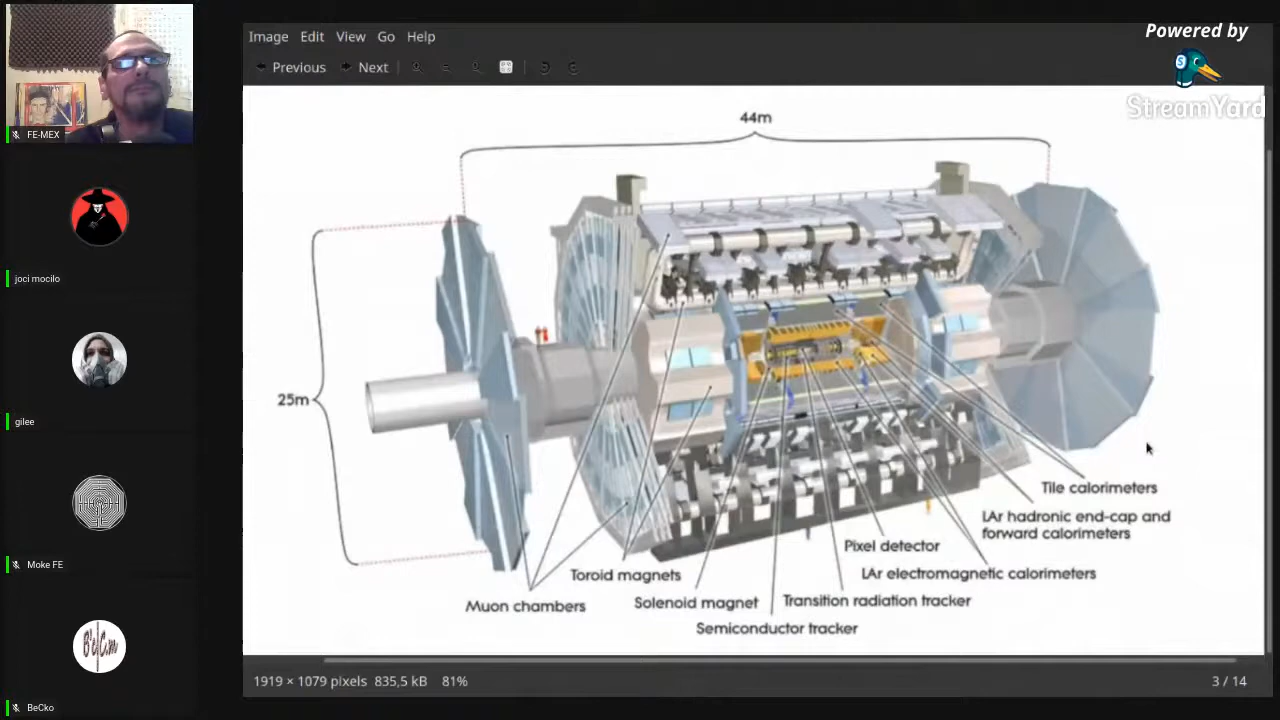 Image Edit View Go Help
Powered by
Previous Next
StreamYard
FE-MEX
44m
joci mocilo
25m
gilee
Tile calorimeters
LAr hadronic end-cap and
forward calorimeters
Pixel detector
Moke FE
LAr electromagnetic calorimeters
Toroid magnets
Transition radiation tracker
Solenoid magnet
Muon chambers
Semiconductor tracker
1919 × 1079 pixels 835,5 kB 81%
3 / 14
BeCko